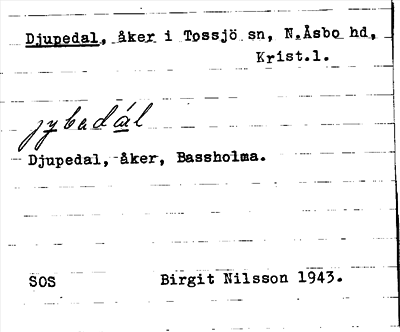 Djupedal, åker i Tossjö sn, N.Åsbo hd,
Krist.l.
jybadál
Djupedal, åker, Bassholma.
SOS Birgit Nilsson 1943.